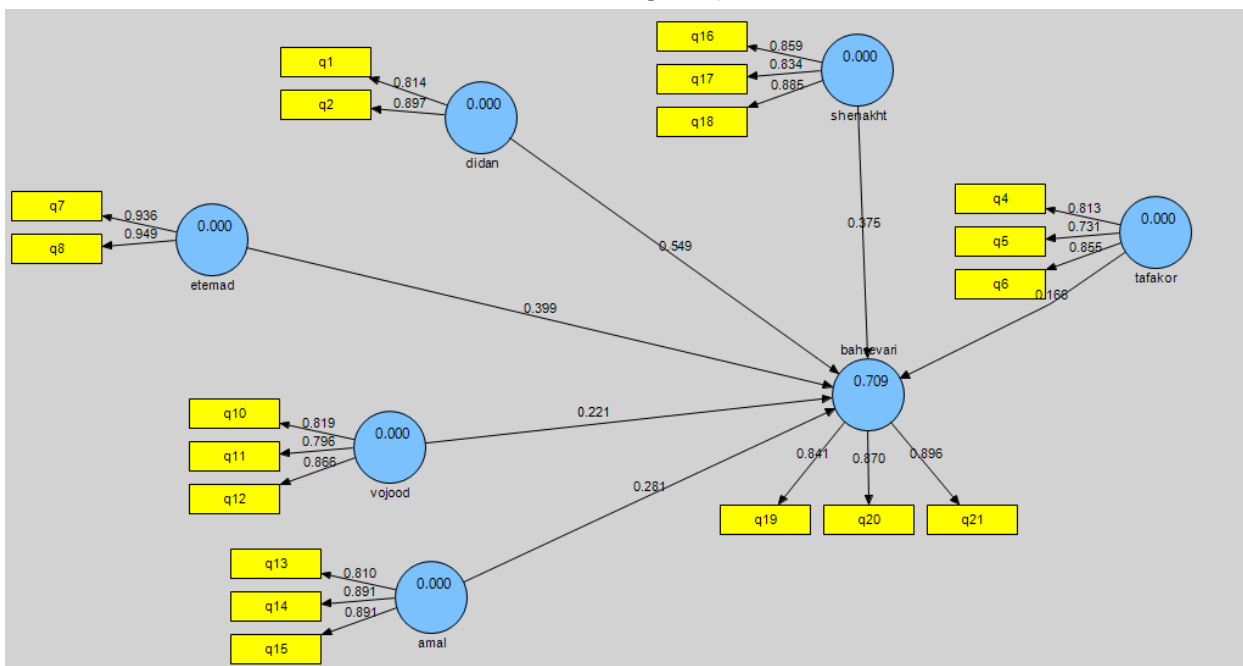 q16
0.859
0.000
q17
0.834
q18
0.885
shenakht
q1
0.814
0.000
q2
0.897
didan
q7
0.936
0.000
q8
0.949
etemad
q4
0.813
0.000
q5
0.731
q6
0.855
tafakor
0.549
0.375
0.166
0.399
bahrevari
0.709
q10
0.819
0.000
q11
0.796
q12
0.866
vojood
0.221
0.841
0.870
0.896
q19
q20
q21
0.281
q13
0.810
0.000
q14
0.891
q15
0.891
amal